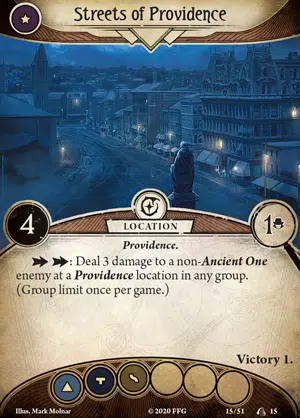 Streets of Providence
4
LOCATION
1
Providence.
: Deal 3 damage to a non-Ancient One
enemy at a Providence location in any group.
(Group limit once per game.)
Victory 1.
Illus. Mark Molnar
© 2020 FFG
15/51
15